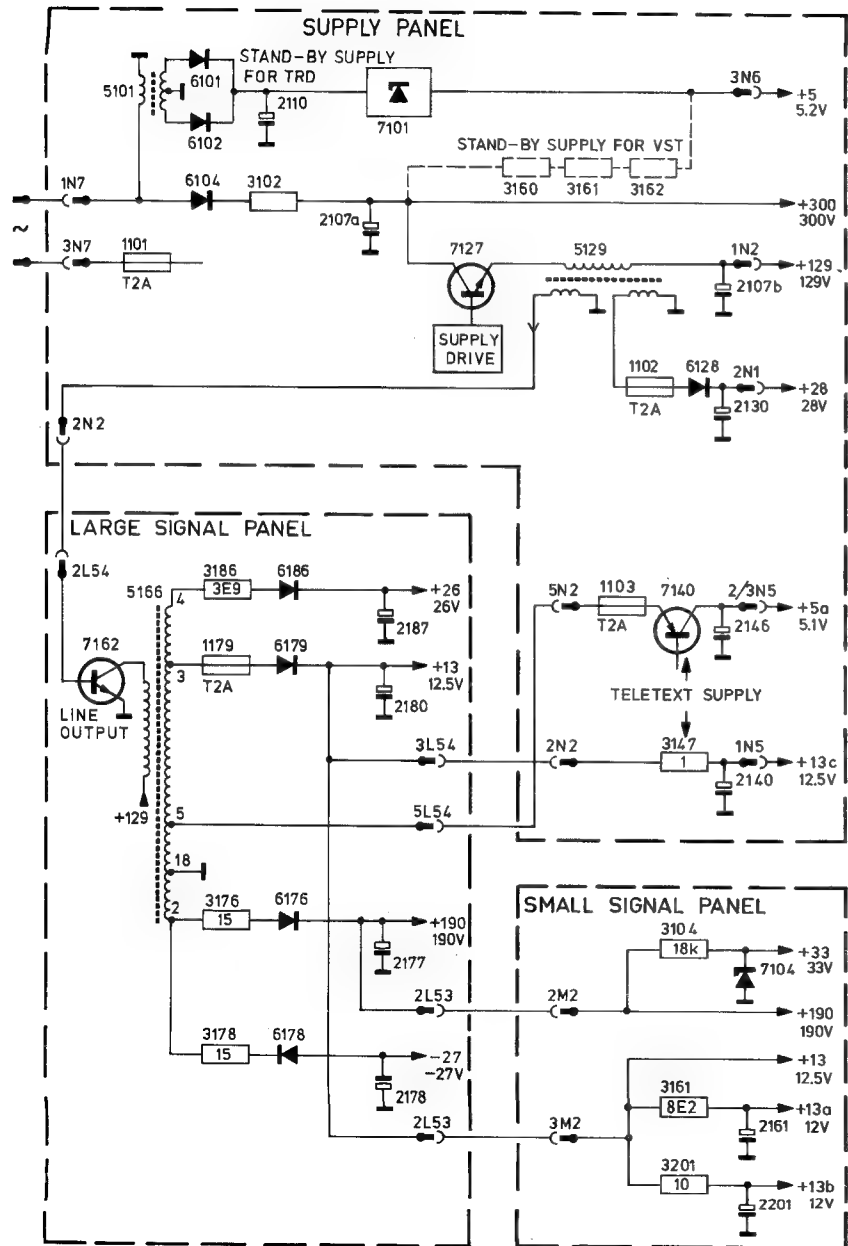 SUPPLY PANEL
STAND-BY SUPPLY
FOR TRD
5101
6101
6102
2110
7101
3N6
+5
5.2V
STAND-BY SUPPLY FOR VST
3160
3161
3162
1N7
6104
3102
2107a
+300
300V
~
3N7
1101
T2A
7127
5129
1N2
+129
129V
2107b
SUPPLY
DRIVE
1102
T2A
6128
2N1
+28
28V
2130
2N2
LARGE SIGNAL PANEL
2L54
5166
4
3186
3E9
6186
+26
26V
2187
7162
LINE
OUTPUT
3
1179
T2A
6179
+13
12.5V
2180
5N2
1103
T2A
7140
2/3N5
+5a
5.1V
2146
TELETEXT SUPPLY
3L54
2N2
3147
1
1N5
+13c
12.5V
2140
+129
5
5L54
18
2
3176
15
6176
+190
190V
2177
SMALL SIGNAL PANEL
3104
18k
7104
+33
33V
2L53
2M2
+190
190V
3178
15
6178
-27
-27V
2178
+13
12.5V
3161
8E2
+13a
12V
2161
2L53
3M2
3201
10
+13b
12V
2201